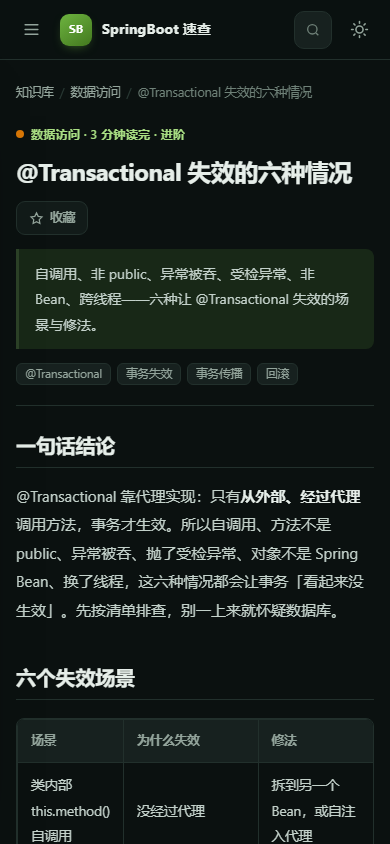 SB SpringBoot 速查
知识库 / 数据访问 / @Transactional 失效的六种情况
数据访问 · 3 分钟读完 · 进阶
@Transactional 失效的六种情况
收藏
自调用、非 public、异常被吞、受检异常、非
Bean、跨线程——六种让 @Transactional 失效的场
景与修法。
@Transactional 事务失效 事务传播 回滚
一句话结论
@Transactional 靠代理实现：只有从外部、经过代理
调用方法，事务才生效。所以自调用、方法不是
public、异常被吞、抛了受检异常、对象不是 Spring
Bean、换了线程，这六种情况都会让事务「看起来没
生效」。先按清单排查，别一上来就怀疑数据库。
六个失效场景
场景 为什么失效 修法
类内部
this.method()
自调用
没经过代理
拆到另一个
Bean，或自注
入代理